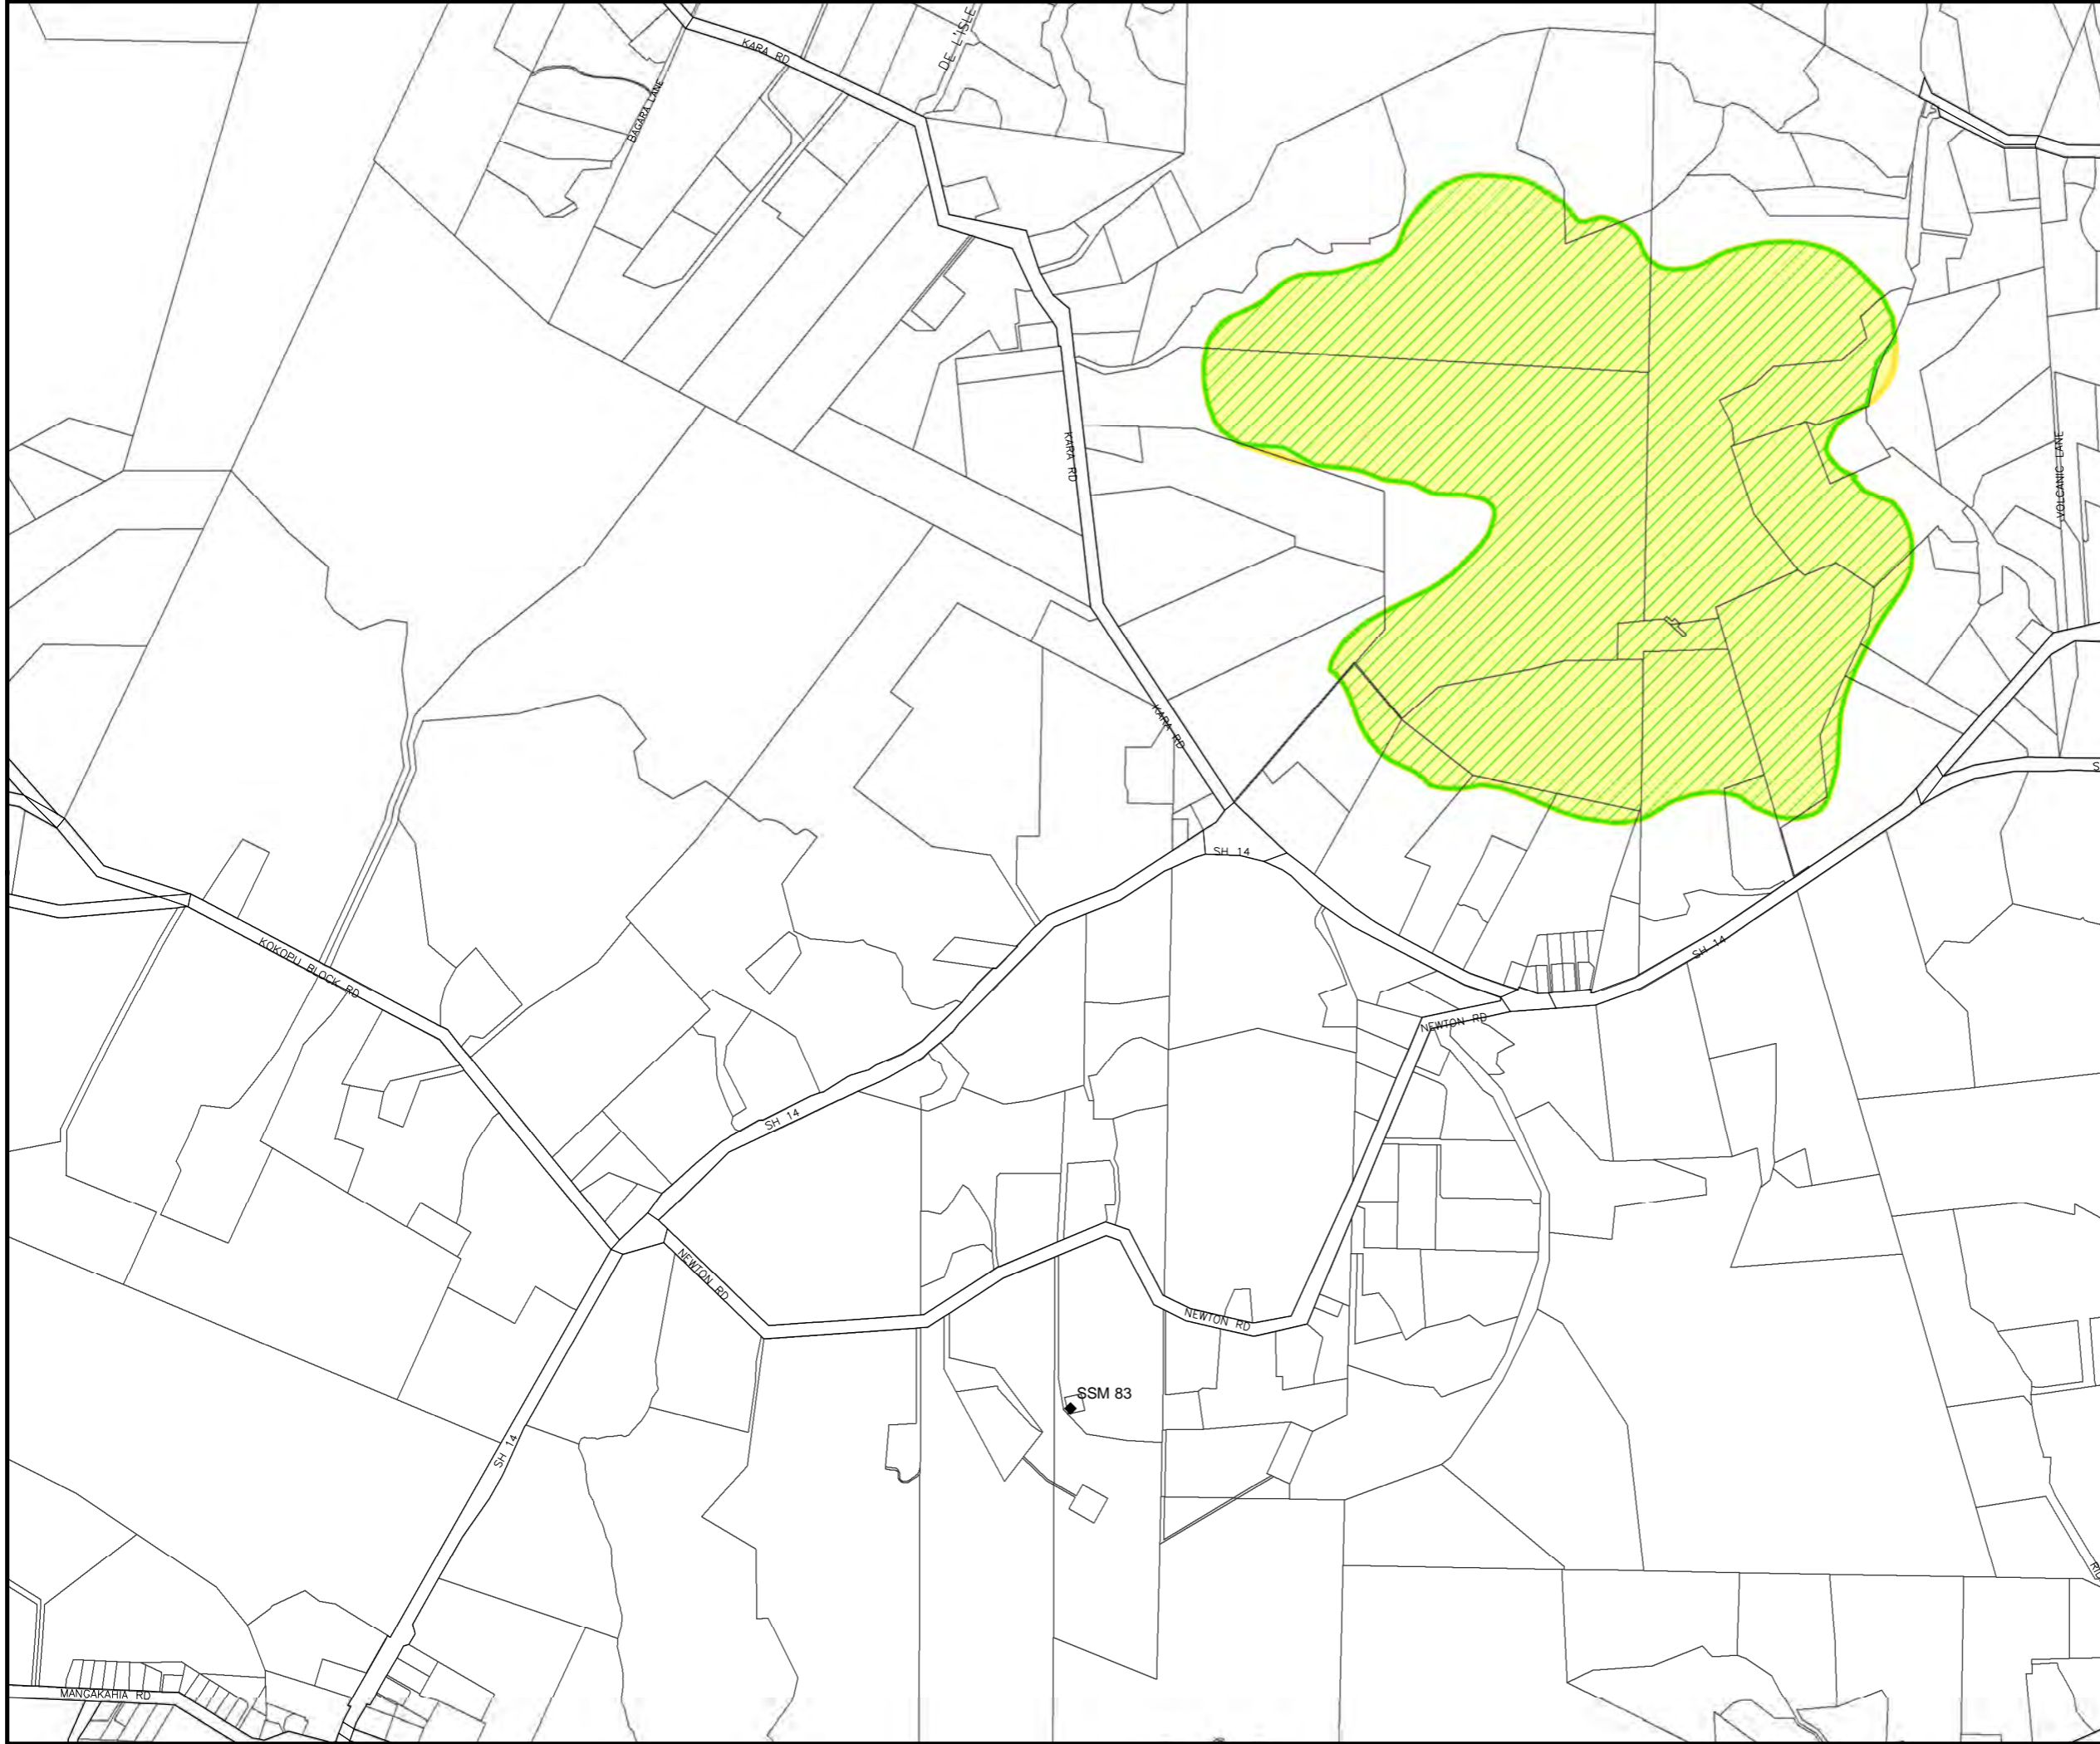 KARA RD
DE L'ISLE
BAGARA LANE
KARA RD
VOLCANIC LANE
KARA RD
SH 14
SH 14
KOKOPU BLOCK RD
NEWTON RD
SH 14
NEWTON RD
NEWTON RD
SSM 83
SH 14
MANGAKAHIA RD